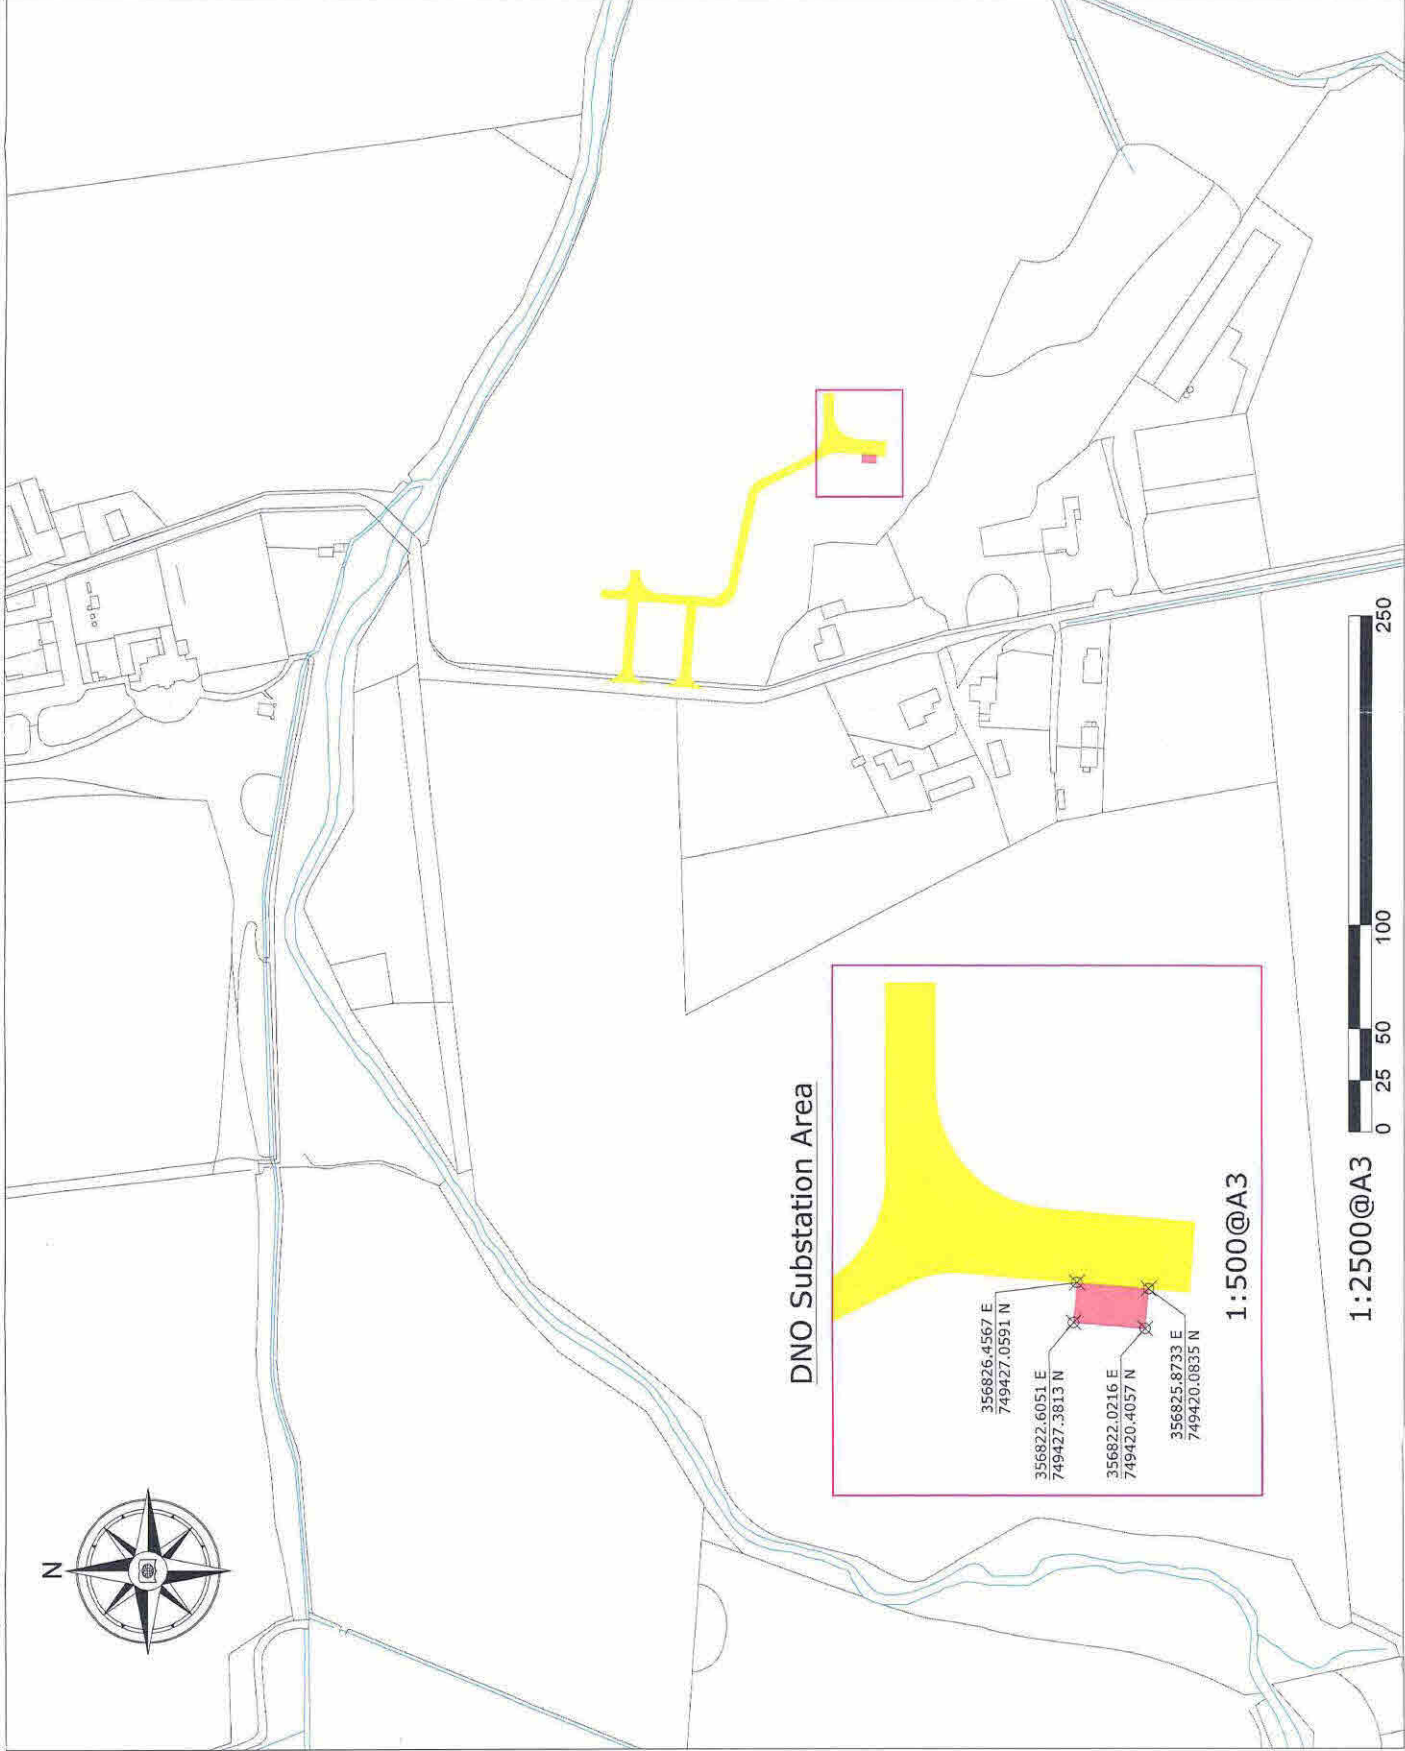 N
DNO Substation Area
356826.4567 E
749427.0591 N
356822.6051 E
749427.3813 N
356822.0216 E
749420.4057 N
356825.8733 E
749420.0835 N
1:500@A3
1:2500@A3
0 25 50 100 250